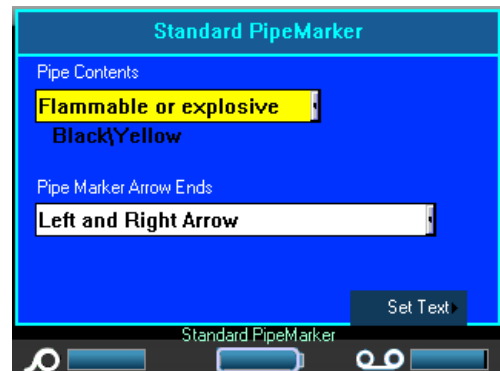 Standard PipeMarker
Pipe Contents
Flammable or explosive
Black\Yellow
Pipe Marker Arrow Ends
Left and Right Arrow
Set Text
Standard PipeMarker